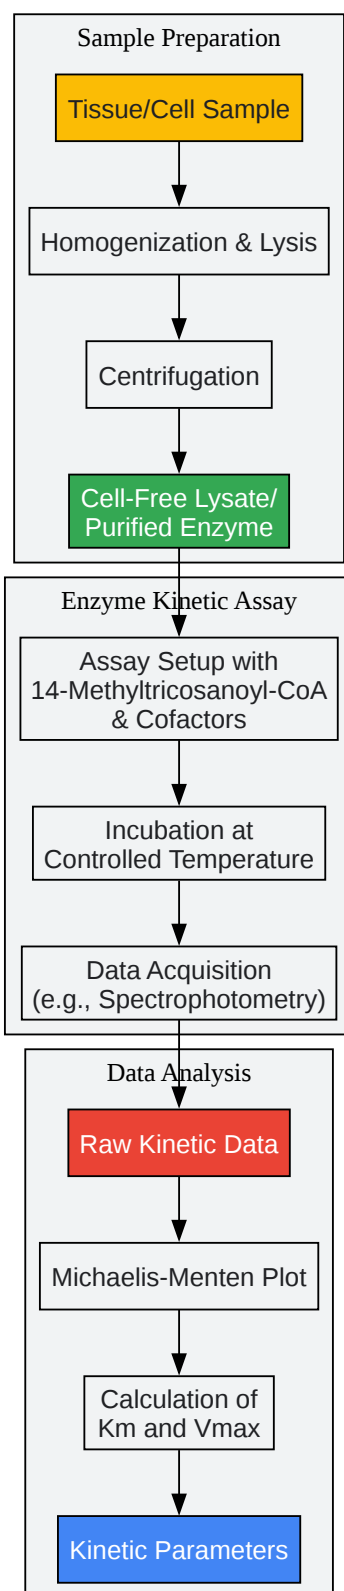 Sample Preparation
Tissue/Cell Sample
Homogenization & Lysis
Centrifugation
Cell-Free Lysate/
Purified Enzyme
Enzyme Kinetic Assay
Assay Setup with
14-Methyltricosanoyl-CoA
& Cofactors
Incubation at
Controlled Temperature
Data Acquisition
(e.g., Spectrophotometry)
Data Analysis
Raw Kinetic Data
Michaelis-Menten Plot
Calculation of
Km and Vmax
Kinetic Parameters